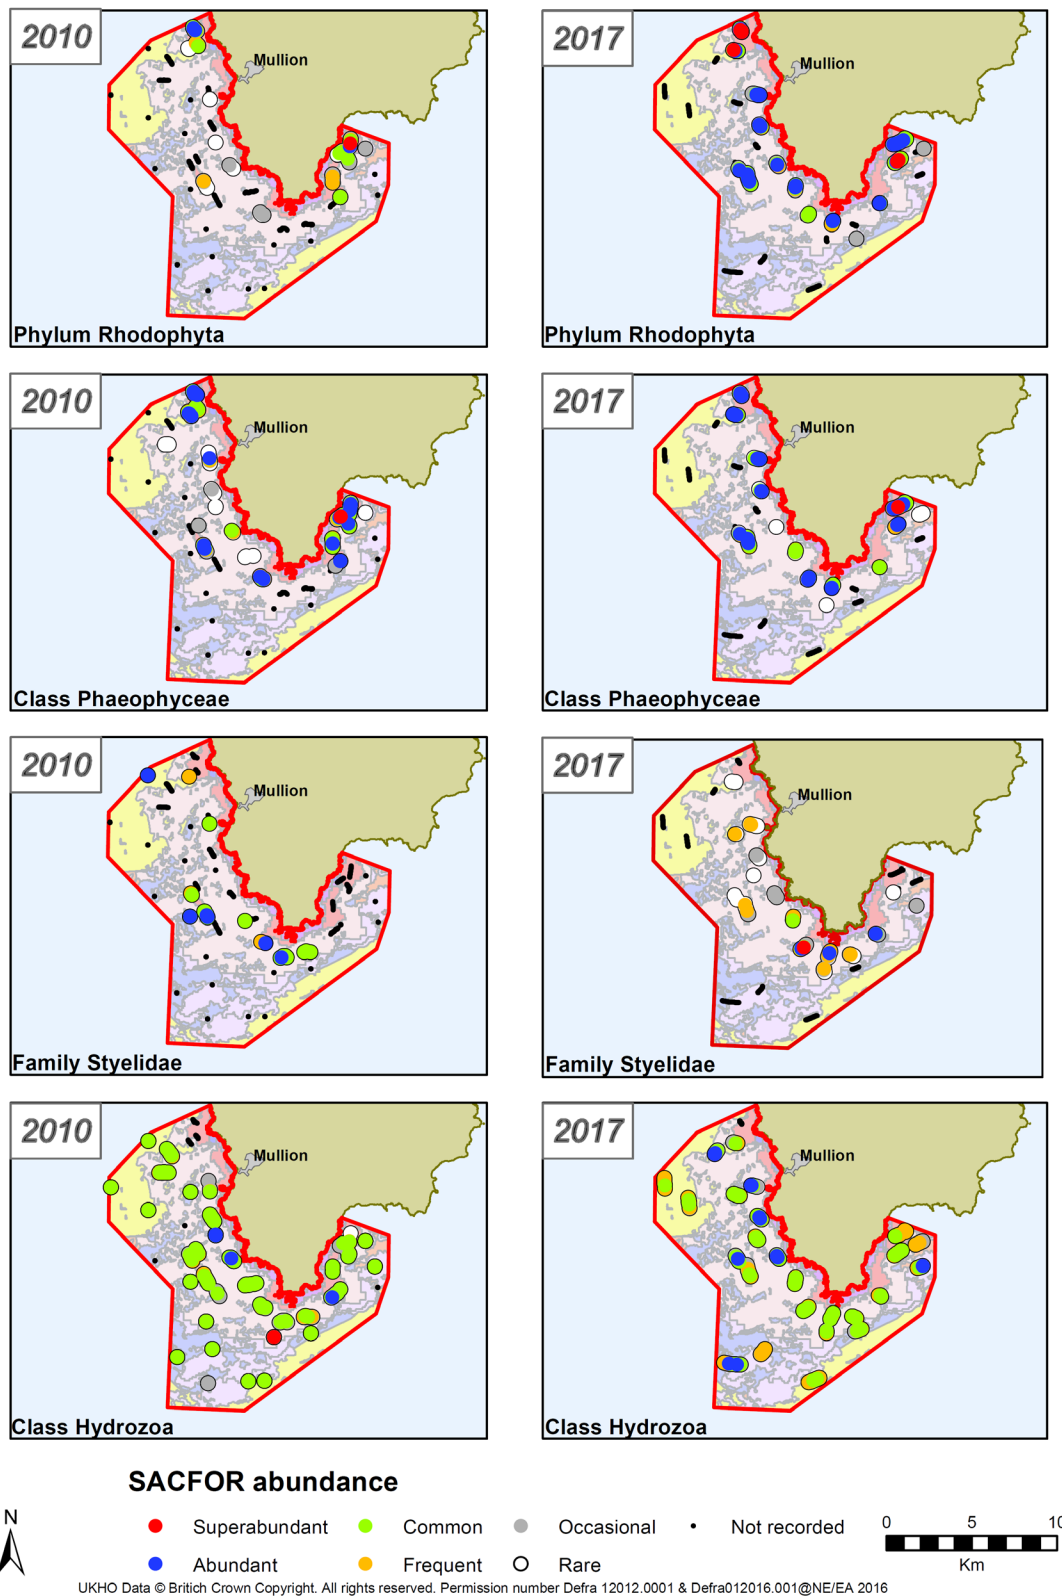 2010
Mullion
Phylum Rhodophyta
2017
Mullion
Phylum Rhodophyta
2010
Mullion
Class Phaeophyceae
2017
Mullion
Class Phaeophyceae
2010
Mullion
Family Styelidae
2017
Mullion
Family Styelidae
2010
Mullion
Class Hydrozoa
2017
Mullion
Class Hydrozoa
SACFOR abundance
N
Superabundant
Common
Occasional
Not recorded
Abundant
Frequent
Rare
0 5 10
Km
UKHO Data © Britich Crown Copyright. All rights reserved. Permission number Defra 12012.0001 & Defra012016.001@NE/EA 2016